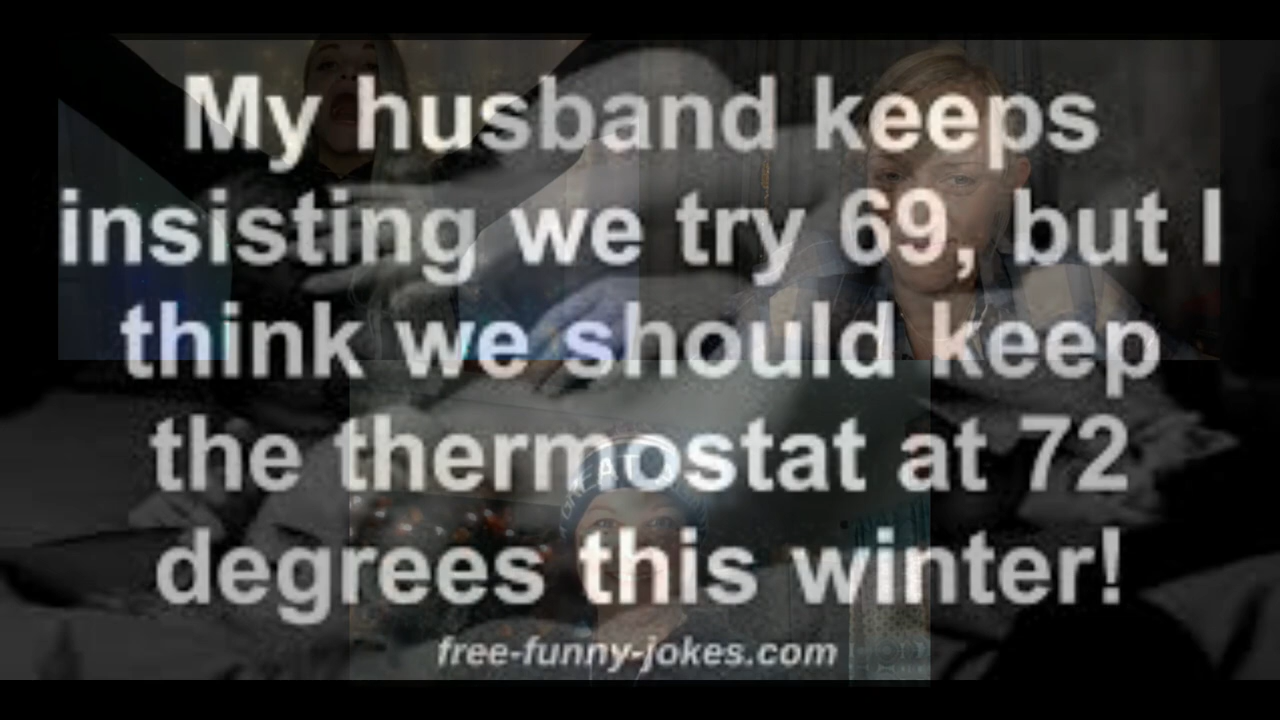 My husband keeps
insisting we try 69, but I
think we should keep
the thermostat at 72
degrees this winter!
free-funny-jokes.com